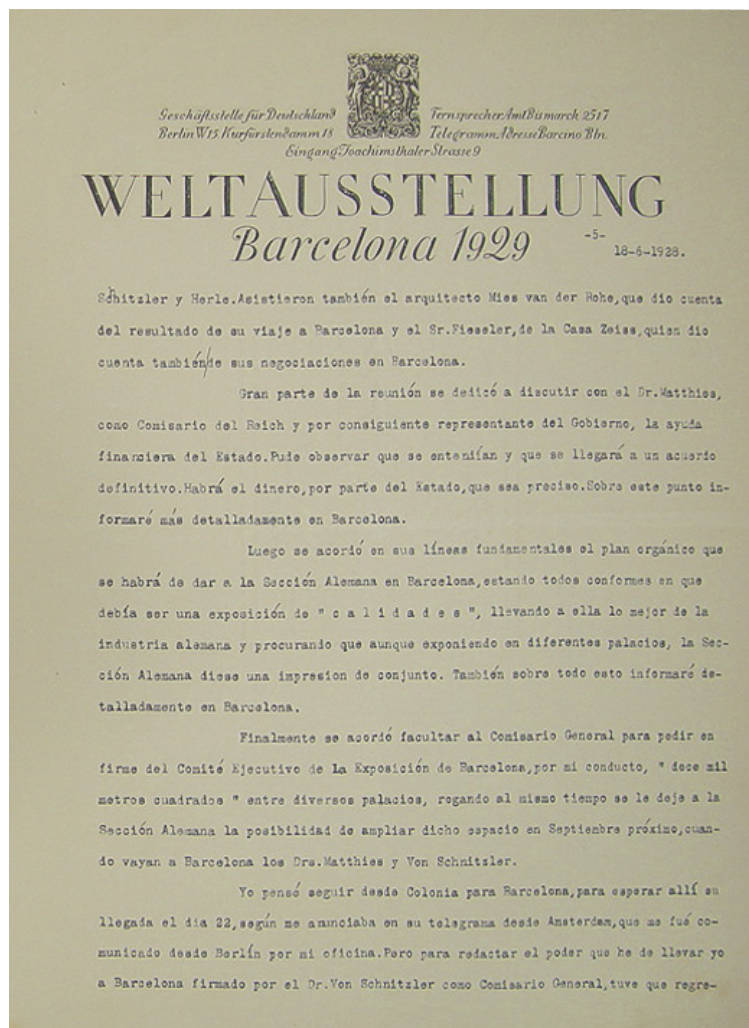 Geschäftsstelle für Deutschland
Berlin W15. Kurfürstendamm 18
Fernsprecher Amt Bismarck 2517
Telegramm Adresse Barcino Bln.
Eingang Joachimsthaler Strasse 9
WELTAUSSTELLUNG
Barcelona 1929
-5-
18-6-1928.
Schitzler y Herle.Asistieron también el arquitecto Mies van der Rohe,que dio cuenta
del resultado de su viaje a Barcelona y el Sr.Fieseler,de la Casa Zeiss,quien dio
cuenta también/de sus negociaciones en Barcelona.
Gran parte de la reunión se dedicó a discutir con el Dr.Matthies,
como Comisario del Reich y por consiguiente representante del Gobierno, la ayuda
financiera del Estado.Pude observar que se entendían y que se llegará a un acuerdo
definitivo.Habrá el dinero,por parte del Estado,que sea preciso.Sobre este punto in-
formaré más detalladamente en Barcelona.
Luego se acordó en sus líneas fundamentales el plan orgánico que
se habrá de dar a la Sección Alemana en Barcelona,estando todos conformes en que
debía ser una exposición de " c a l i d a d e s ", llevando a ella lo mejor de la
industria alemana y procurando que aunque exponiendo en diferentes palacios, la Sec-
ción Alemana diese una impresion de conjunto. También sobre todo esto informaré de-
talladamente en Barcelona.
Finalmente se acordó facultar al Comisario General para pedir en
firme del Comité Ejecutivo de la Exposición de Barcelona,por mi conducto, " doce mil
metros cuadrados " entre diversos palacios, rogando al mismo tiempo se le deje a la
Sección Alemana la posibilidad de ampliar dicho espacio en Septiembre próximo,cuan-
do vayan a Barcelona los Drs.Matthies y Von Schnitzler.
Yo pensó seguir desde Colonia para Barcelona,para esperar allí su
llegada el dia 22,según me anunciaba en su telegrama desde Amsterdam,que me fué co-
municado desde Berlín por mi oficina.Pero para redactar el poder que he de llevar yo
a Barcelona firmado por el Dr.Von Schnitzler como Comisario General,tuve que regre-